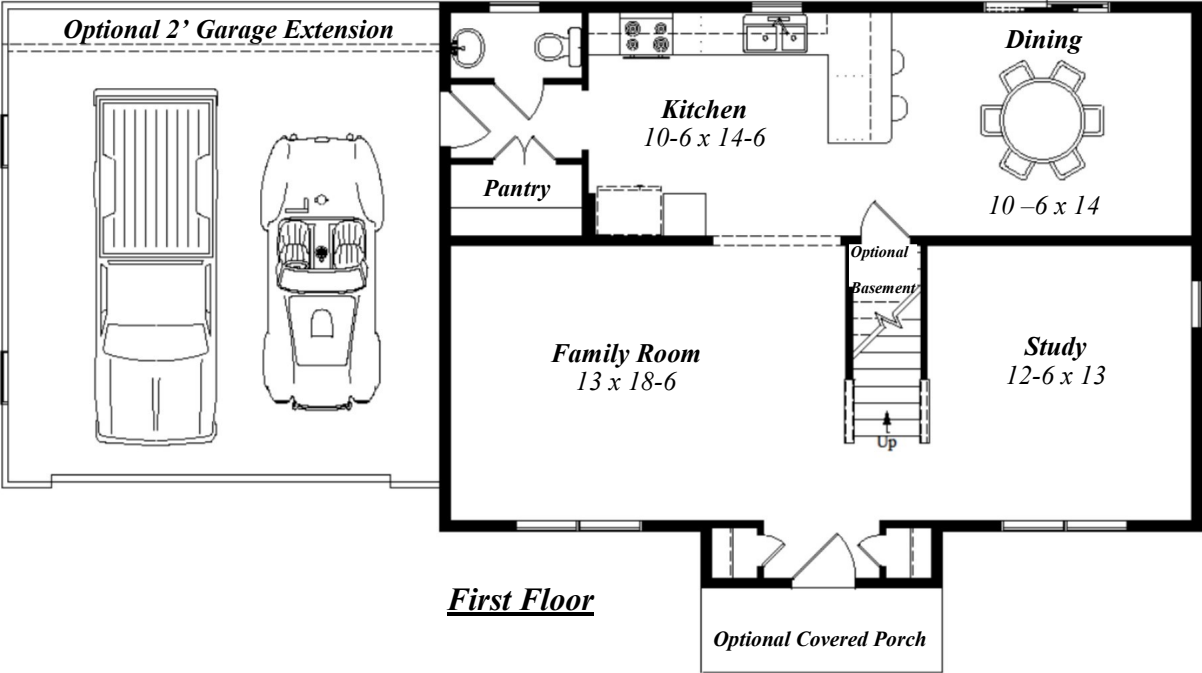 Optional 2’ Garage Extension
Dining
Kitchen
10-6 x 14-6
Pantry
10 –6 x 14
Optional
Basement
Family Room
13 x 18-6
Study
12-6 x 13
Up
First Floor
Optional Covered Porch